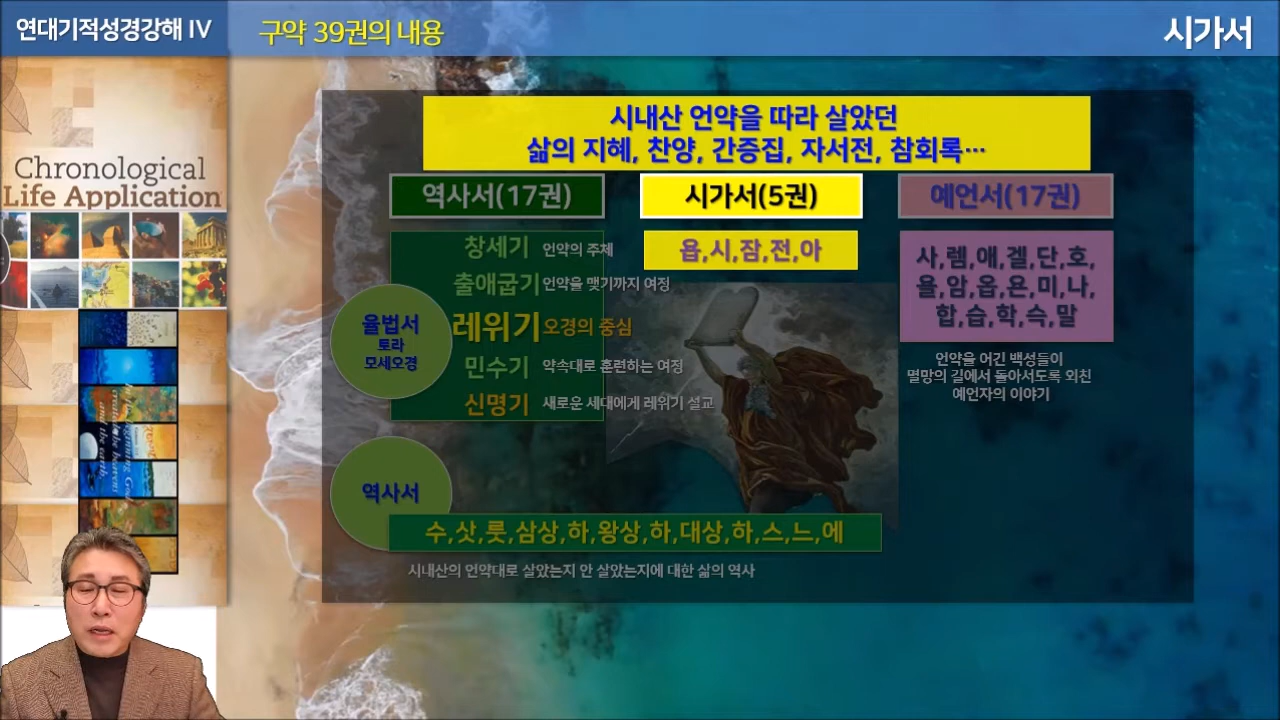 연대기적성경강해 IV
구약 39권의 내용
시가서
Chronological
Life Application
시내산 언약을 따라 살았던
삶의 지혜, 찬양, 간증집, 자서전, 참회록…
역사서(17권)
시가서(5권)
예언서(17권)
율법서
토라
모세오경
창세기 언약의 주체
출애굽기 언약을 맺기까지 여정
레위기 오경의 중심
민수기 약속대로 훈련하는 여정
신명기 새로운 세대에게 레위기 설교
욥,시,잠,전,아
사,렘,애,겔,단,호,
욜,암,옵,욘,미,나,
합,습,학,슥,말
언약을 어긴 백성들이
멸망의 길에서 돌아서도록 외친
예언자의 이야기
역사서
수,삿,룻,삼상,하,왕상,하,대상,하,스,느,에
시내산의 언약대로 살았는지 안 살았는지에 대한 삶의 역사